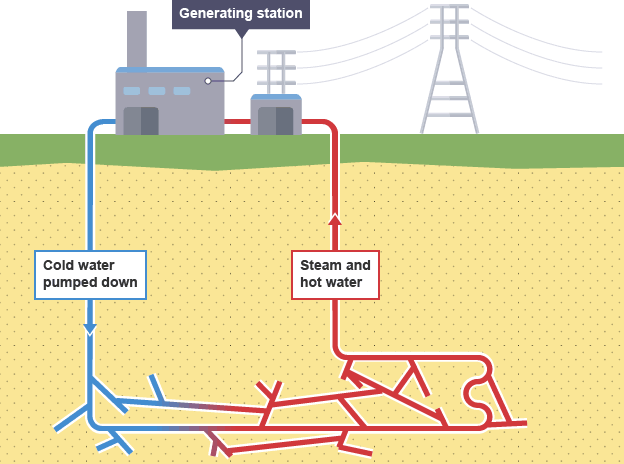 Generating station
Cold water
pumped down
Steam and
hot water